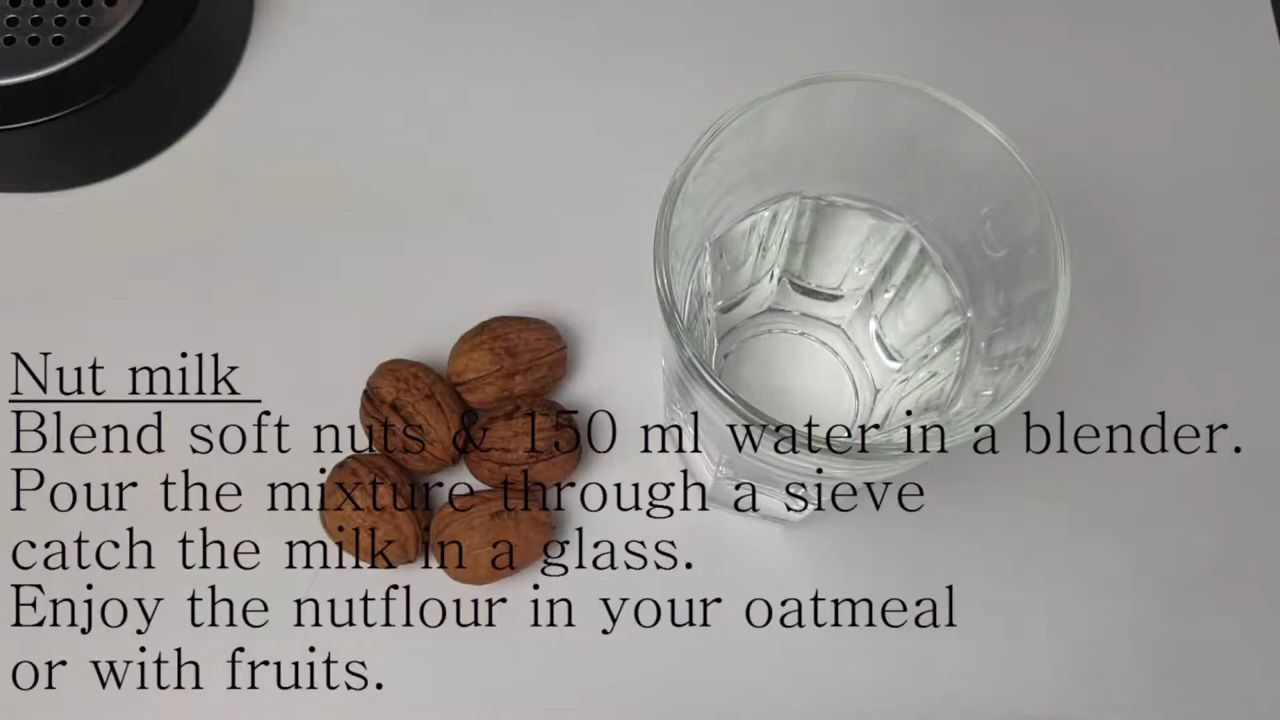 Nut milk
Blend soft nuts & 150 ml water in a blender.
Pour the mixture through a sieve
catch the milk in a glass.
Enjoy the nutflour in your oatmeal
or with fruits.